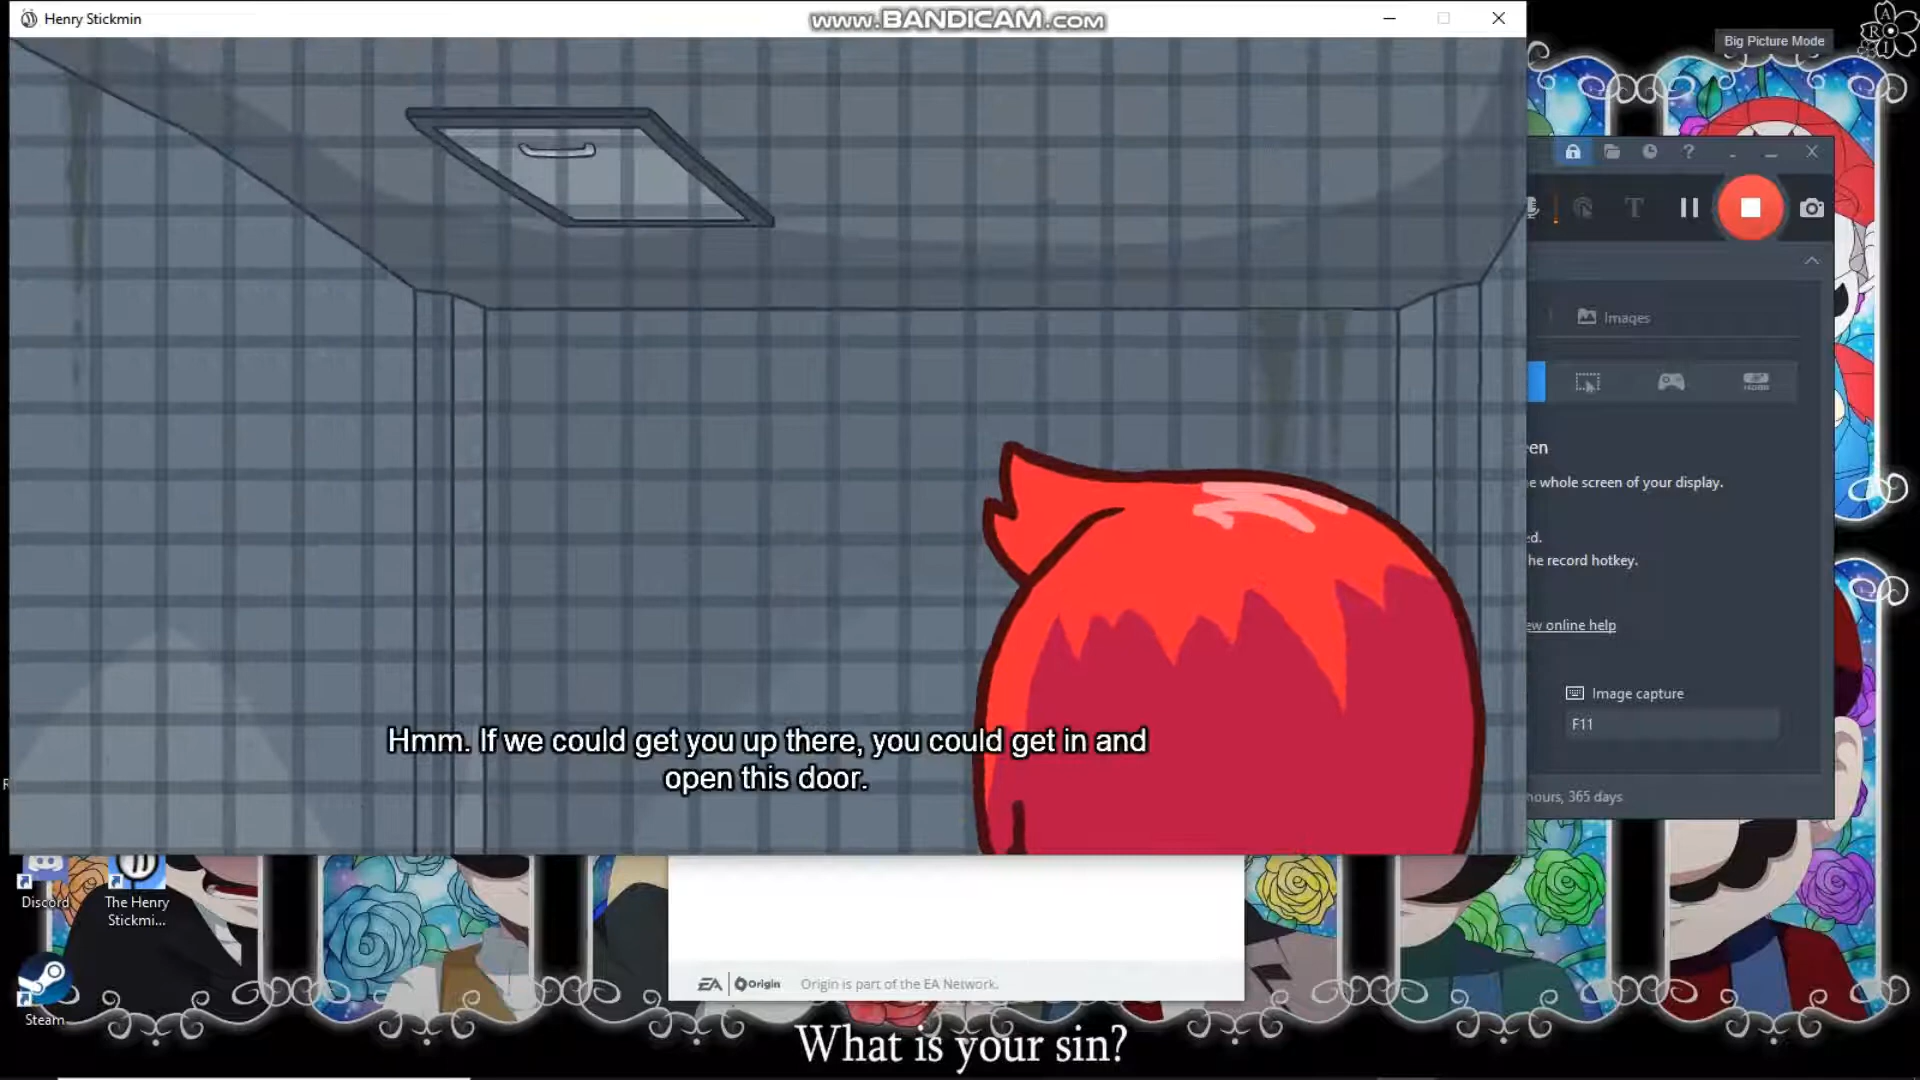 Henry Stickmin
www.BANDICAM.com
Big Picture Mode
A
R
I
Images
en
e whole screen of your display.
ed.
he record hotkey.
ew online help
Image capture
F11
hours, 365 days
Hmm. If we could get you up there, you could get in and
open this door.
Discord
The Henry
Stickmi...
Steam
EA
Origin
Origin is part of the EA Network.
What is your sin?